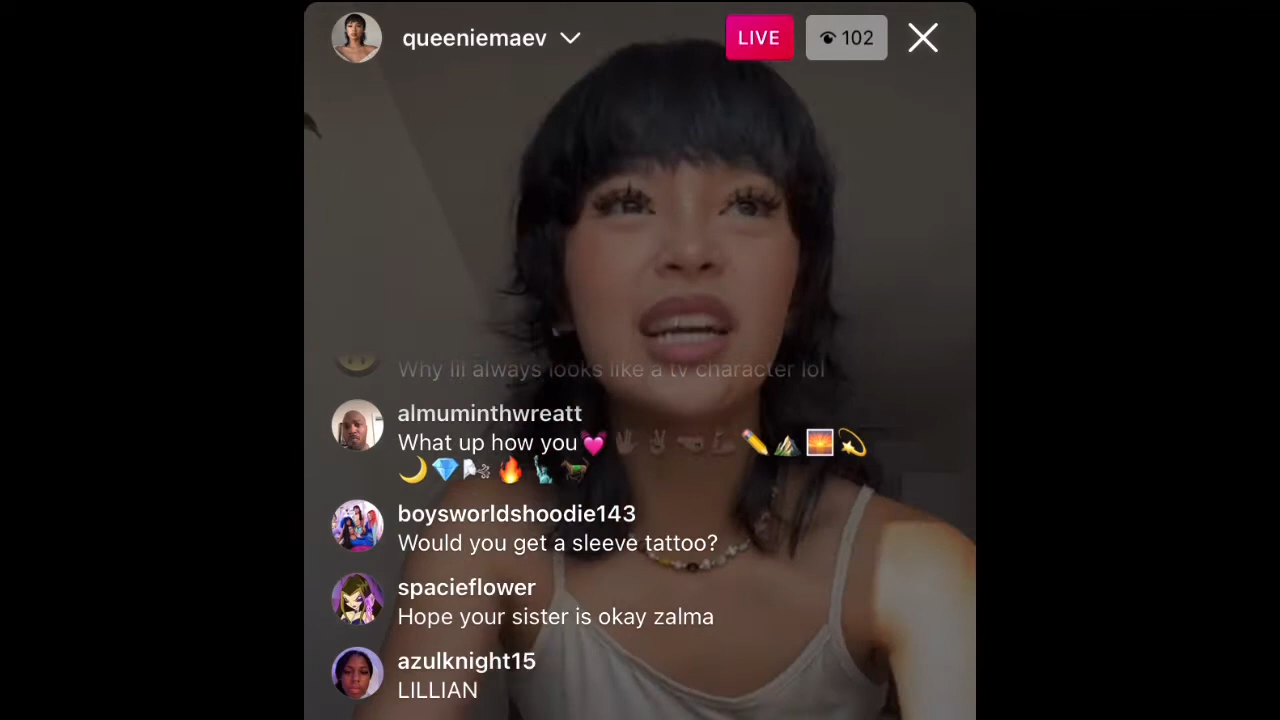 queeniemaev
LIVE
102
Why lil always looks like a tv character lol
almuminthwreatt
What up how you💓🖐🏿✌🏿🤜🏿💪🏿✏️⛰️🌅💫
🌙💎🌬️🔥🗽🐎
boysworldshoodie143
Would you get a sleeve tattoo?
spacieflower
Hope your sister is okay zalma
azulknight15
LILLIAN